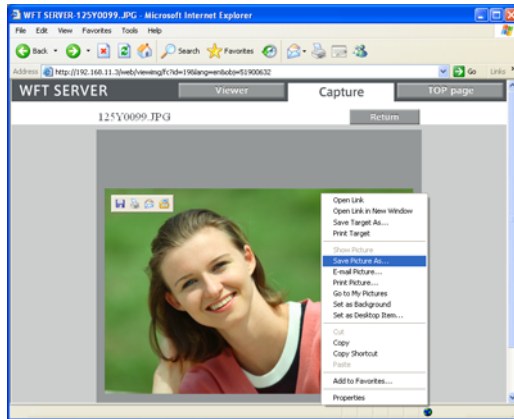 WFT SERVER-125Y0099..JPG - Microsoft Internet Explorer
File Edit View Favorites Tools Help
Back Search Favorites
Address http://192.168.11.3/web/viewimg/fc?id=198lang=en&obj=51900632 Go Links
WFT SERVER Viewer Capture TOP page
125Y0099.JPG Return
Open Link
Open Link in New Window
Save Target As...
Print Target
Show Picture
Save Picture As...
E-mail Picture...
Print Picture...
Go to My Pictures
Set as Background
Set as Desktop Item...
Cut
Copy
Copy Shortcut
Paste
Add to Favorites...
Properties